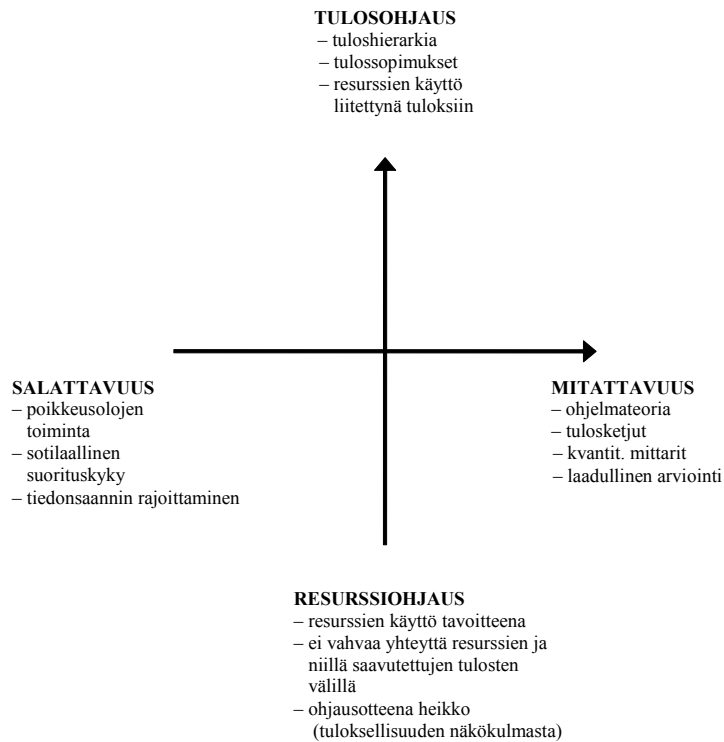 TULOSOHJAUS
– tuloshierarkia
– tulossopimukset
– resurssien käyttö
liitettynä tuloksiin
SALATTAVUUS
– poikkeusolojen
toiminta
– sotilaallinen
suorituskyky
– tiedonsaannin rajoittaminen
MITATTAVUUS
– ohjelmateoria
– tulosketjut
– kvantit. mittarit
– laadullinen arviointi
RESURSSIOHJAUS
– resurssien käyttö tavoitteena
– ei vahvaa yhteyttä resurssien ja
niillä saavutettujen tulosten
välillä
– ohjausotteena heikko
(tuloksellisuuden näkökulmasta)